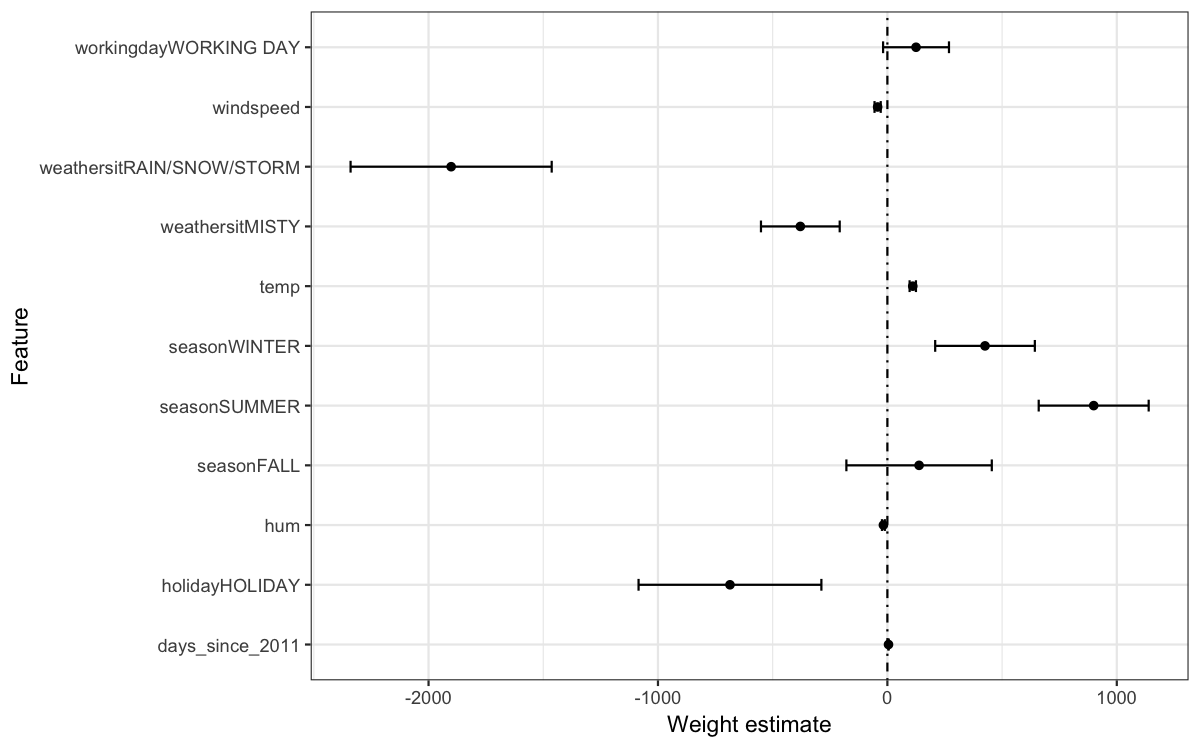 workingdayWORKING DAY
windspeed
weathersitRAIN/SNOW/STORM
weathersitMISTY
temp
seasonWINTER
seasonSUMMER
seasonFALL
hum
holidayHOLIDAY
days_since_2011
Feature
-2000 -1000 0 1000
Weight estimate